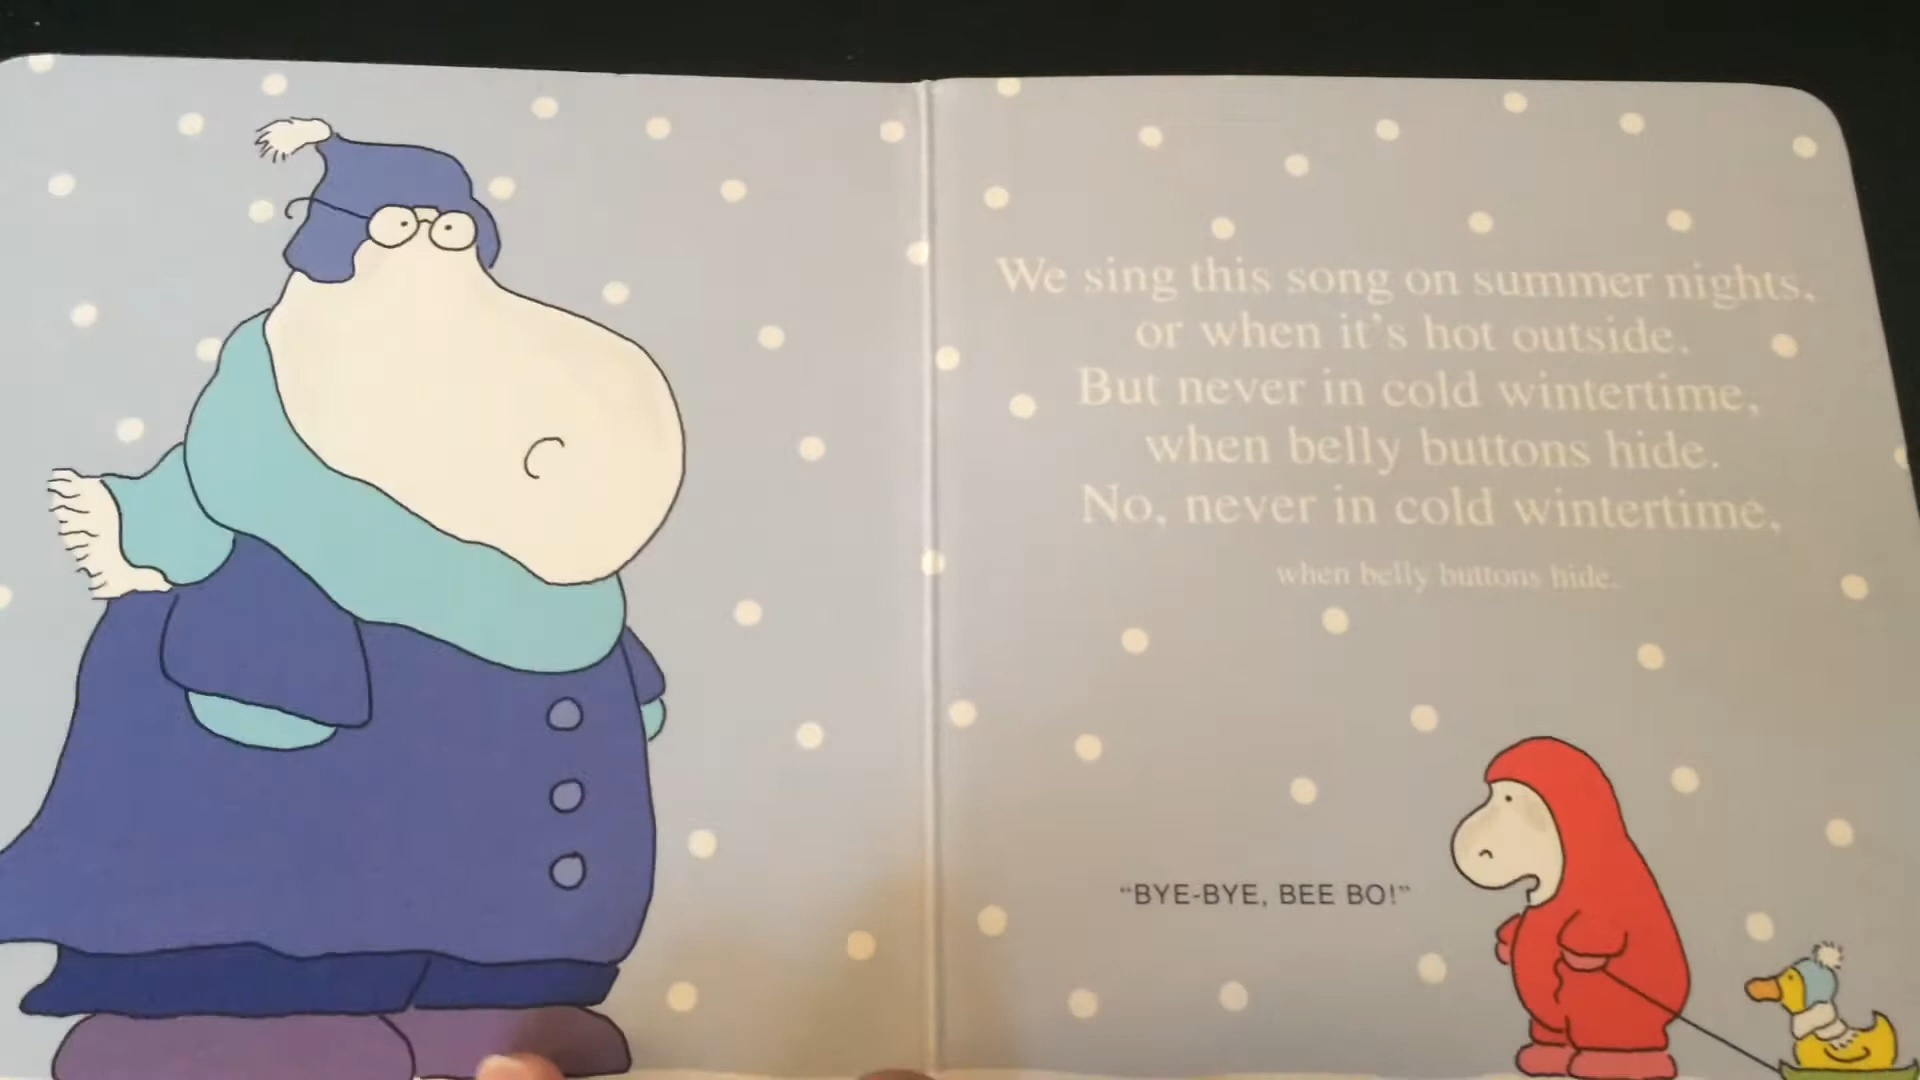 We sing this song on summer nights,
or when it's hot outside.
But never in cold wintertime,
when belly buttons hide.
No, never in cold wintertime,
when belly buttons hide.
"BYE-BYE, BEE BO!"